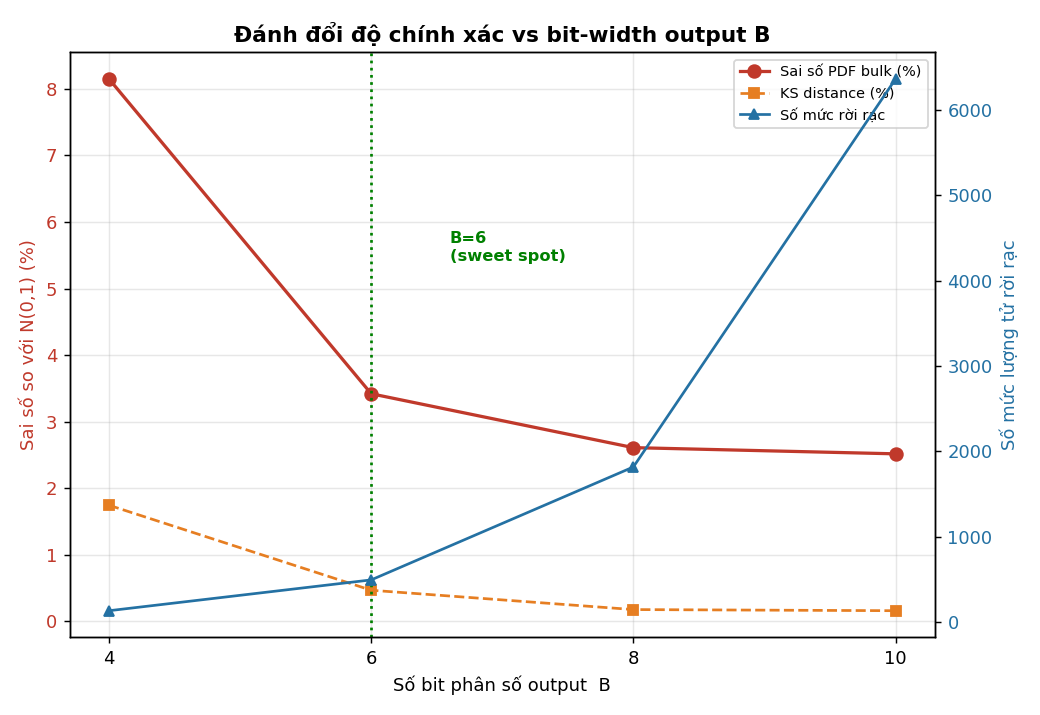 Đánh đổi độ chính xác vs bit-width output B
Sai số PDF bulk (%)
KS distance (%)
Số mức rời rạc
B=6
(sweet spot)
Sai số so với N(0,1) (%)
8
7
6
5
4
3
2
1
0
6000
5000
4000
3000
2000
1000
0
Số mức lượng tử rời rạc
4
6
8
10
Số bit phân số output B